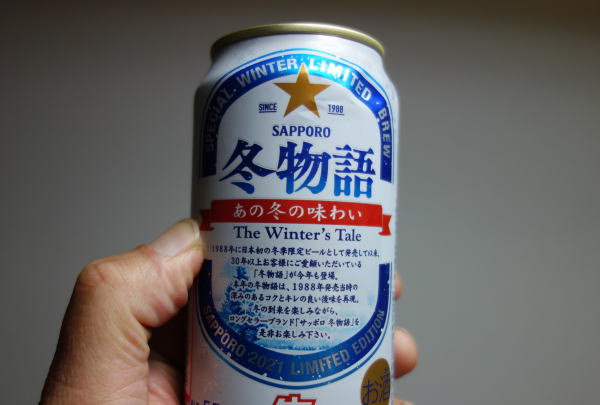 SPECIAL WINTER LIMITED BREW
SINCE 1988
SAPPORO
冬物語
あの冬の味わい
The Winter's Tale
1988年に日本初の冬季限定ビールとして発売して以来、
30年以上お客様にご愛顧いただいている
「冬物語」が今年も登場。
本年の冬物語は、1988年発売当時の
深みのあるコクとキレの良い後味を再現。
冬の到来を楽しみながら、
ロングセラーブランド「サッポロ 冬物語」を
是非お楽しみ下さい。
SAPPORO 2021 LIMITED EDITION
お酒